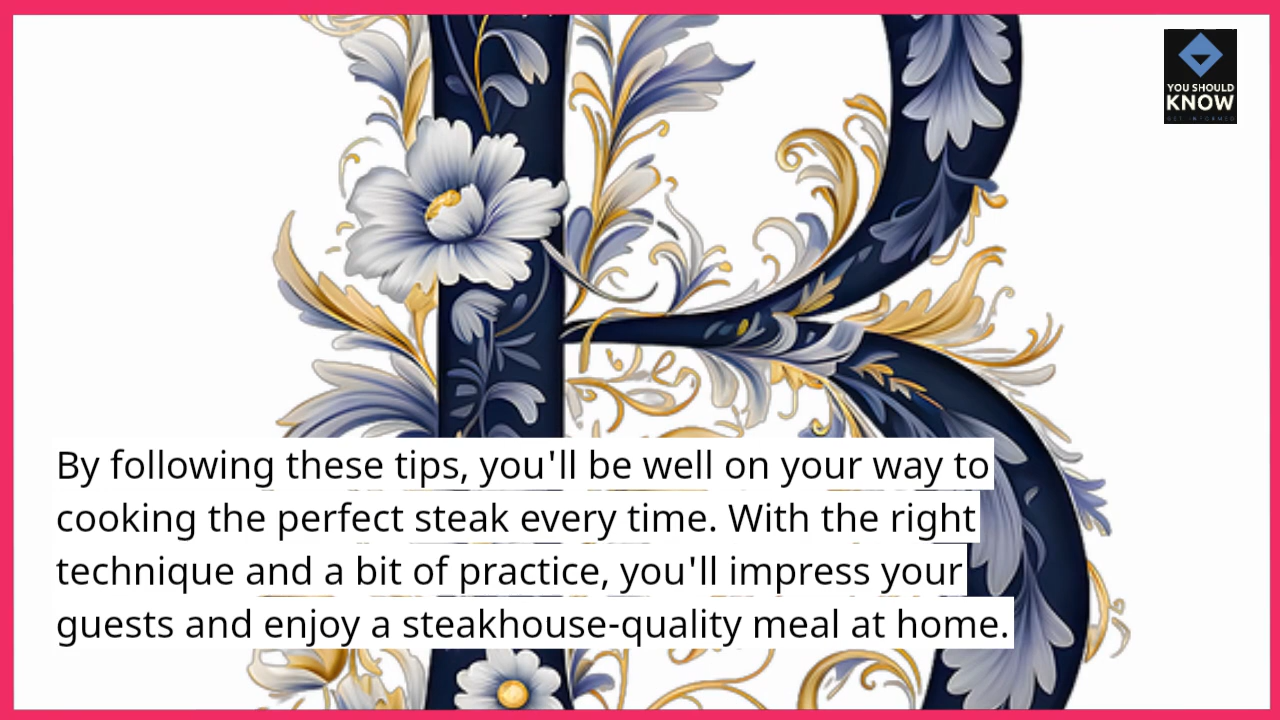 YOU SHOULD
KNOW
GET INFORMED
B
By following these tips, you'll be well on your way to
cooking the perfect steak every time. With the right
technique and a bit of practice, you'll impress your
guests and enjoy a steakhouse-quality meal at home.